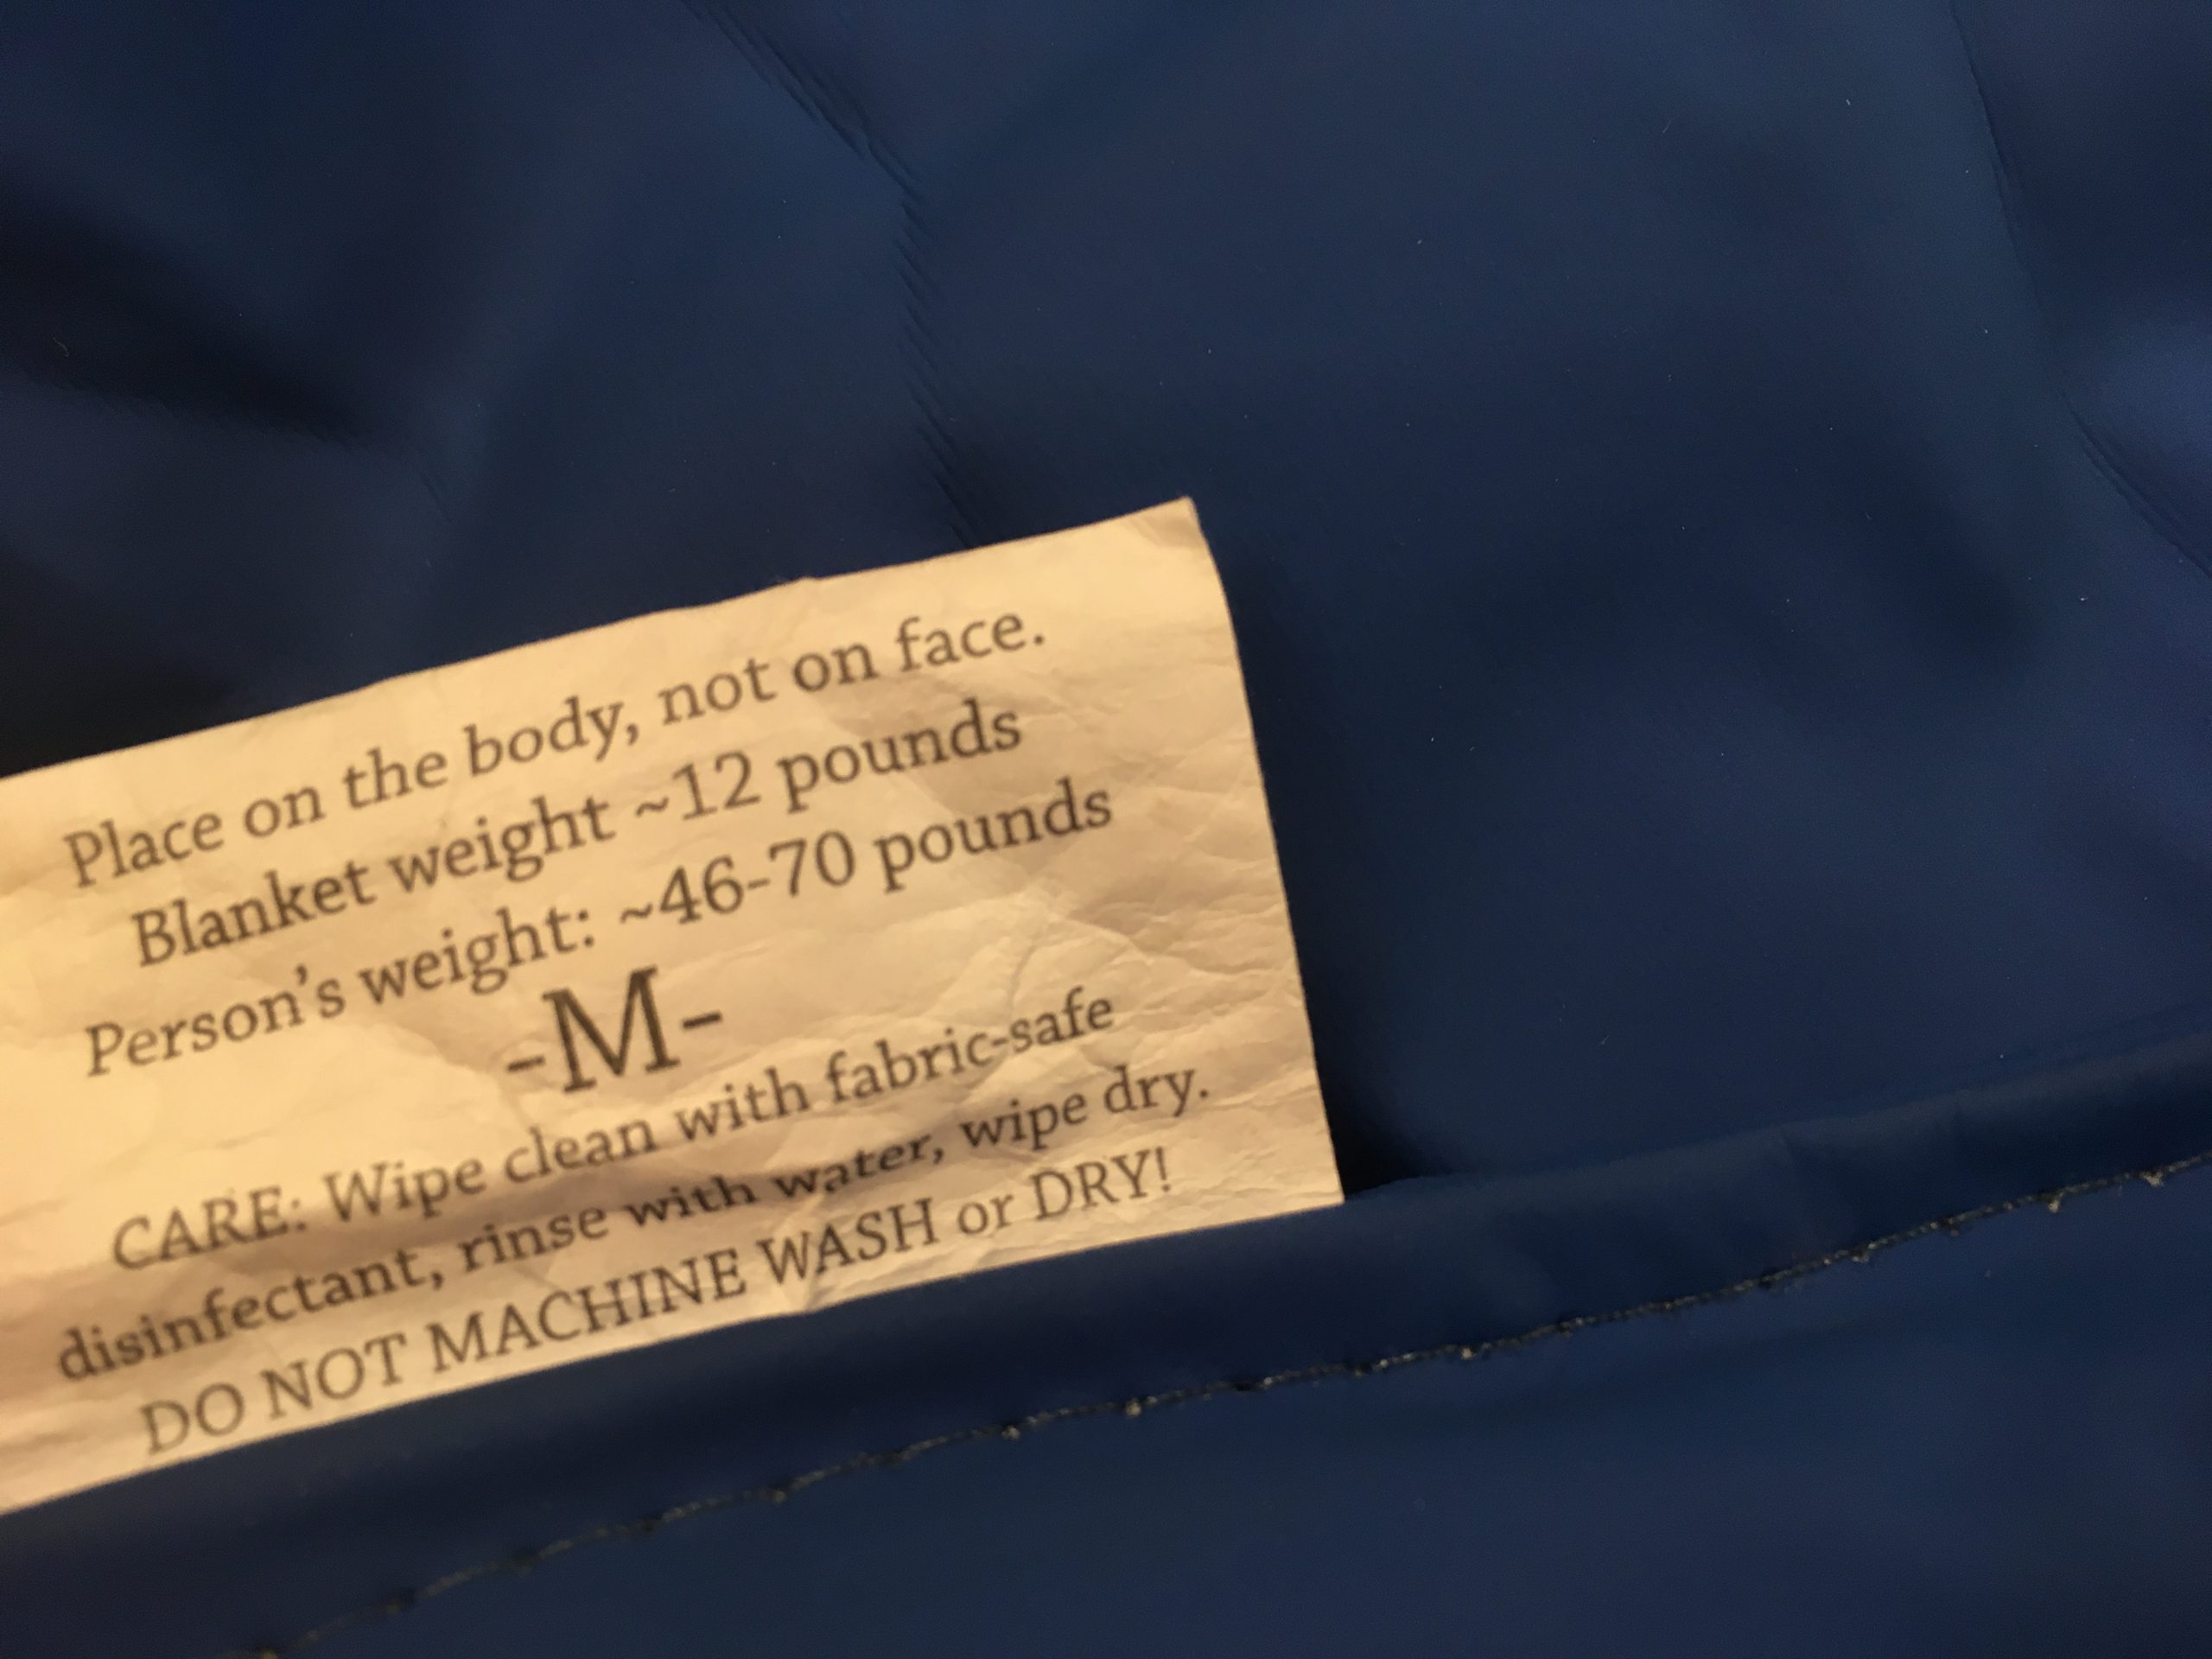 Place on the body, not on face.
Blanket weight ~12 pounds
Person's weight: ~46-70 pounds
-M-
CARE: Wipe clean with fabric-safe
disinfectant, rinse with water, wipe dry.
DO NOT MACHINE WASH or DRY!